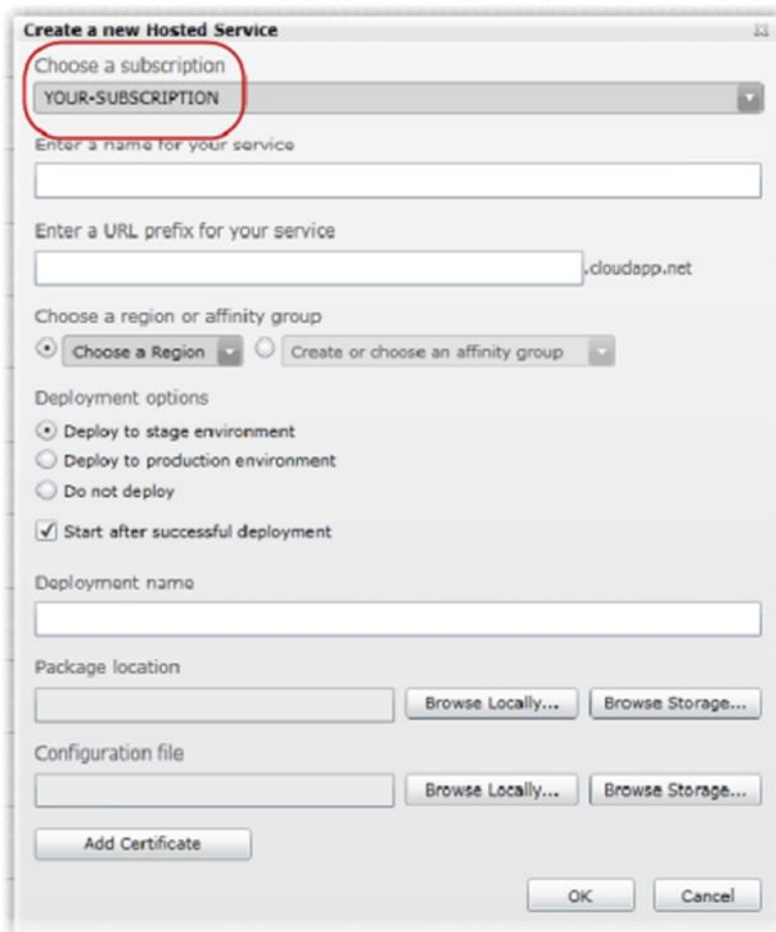 Create a new Hosted Service
Choose a subscription
YOUR-SUBSCRIPTION
Enter a name for your service
Enter a URL prefix for your service
.cloudapp.net
Choose a region or affinity group
Choose a Region Create or choose an affinity group
Deployment options
Deploy to stage environment
Deploy to production environment
Do not deploy
Start after successful deployment
Deployment name
Package location
Browse Locally... Browse Storage...
Configuration file
Browse Locally... Browse Storage...
Add Certificate
OK Cancel